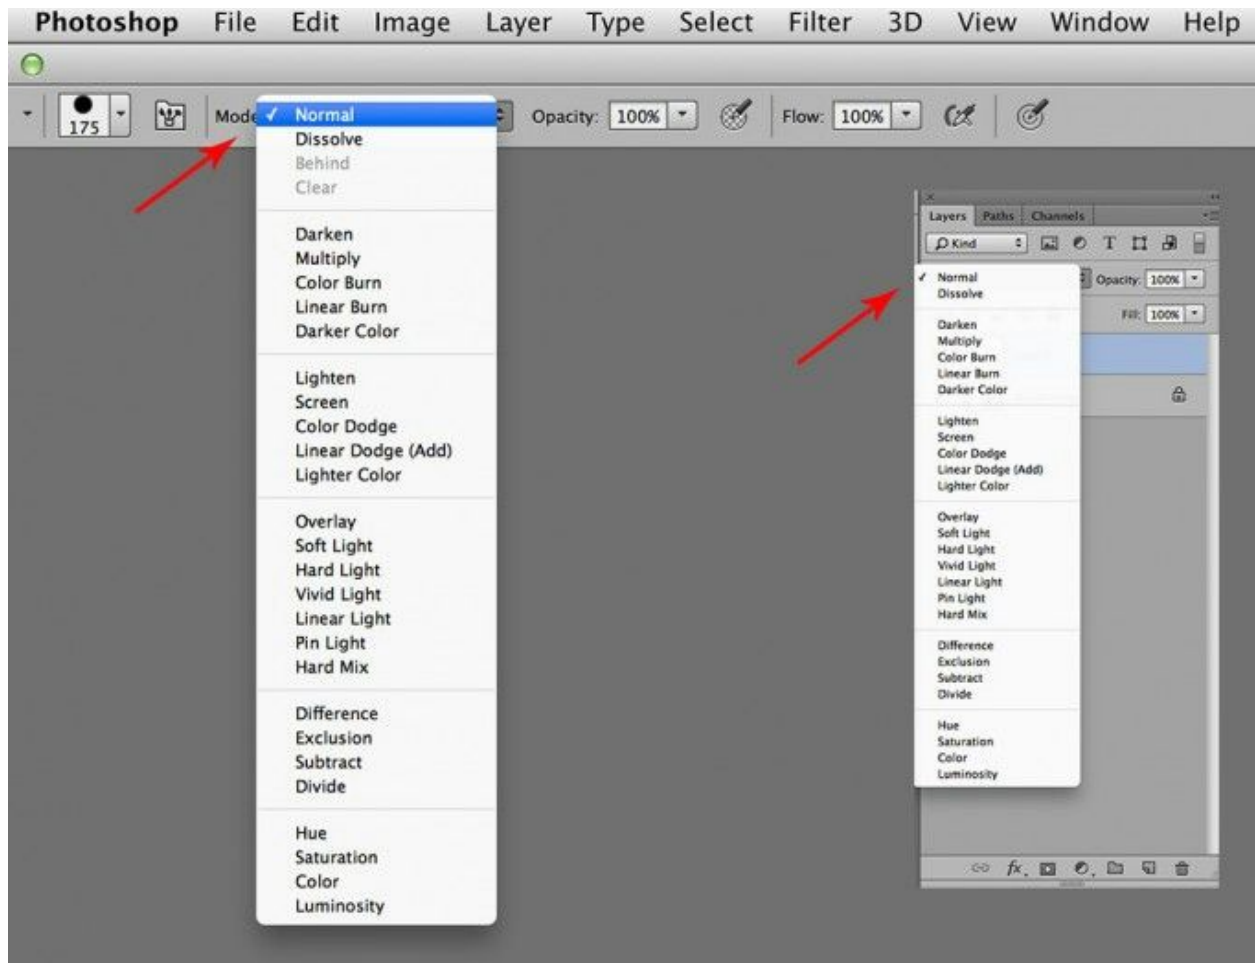 Photoshop File Edit Image Layer Type Select Filter 3D View Window Help
175 Mode Normal Opacity: 100% Flow: 100%
Dissolve
Behind
Clear
Darken
Multiply
Color Burn
Linear Burn
Darker Color
Lighten
Screen
Color Dodge
Linear Dodge (Add)
Lighter Color
Overlay
Soft Light
Hard Light
Vivid Light
Linear Light
Pin Light
Hard Mix
Difference
Exclusion
Subtract
Divide
Hue
Saturation
Color
Luminosity
Layers Paths Channels
Kind T
Normal Opacity: 100%
Dissolve
Fill: 100%
Darken
Multiply
Color Burn
Linear Burn
Darker Color
Lighten
Screen
Color Dodge
Linear Dodge (Add)
Lighter Color
Overlay
Soft Light
Hard Light
Vivid Light
Linear Light
Pin Light
Hard Mix
Difference
Exclusion
Subtract
Divide
Hue
Saturation
Color
Luminosity
fx